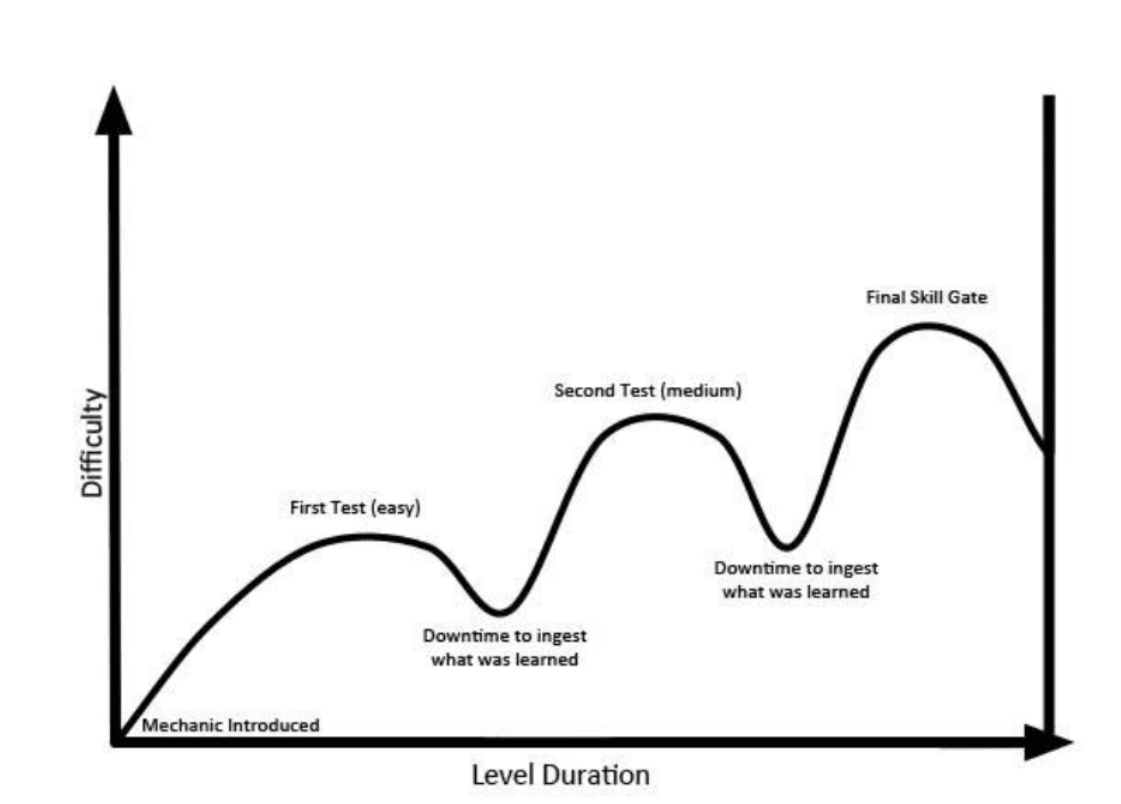 Final Skill Gate
Second Test (medium)
Difficulty
First Test (easy)
Downtime to ingest
what was learned
Downtime to ingest
what was learned
Mechanic Introduced
Level Duration